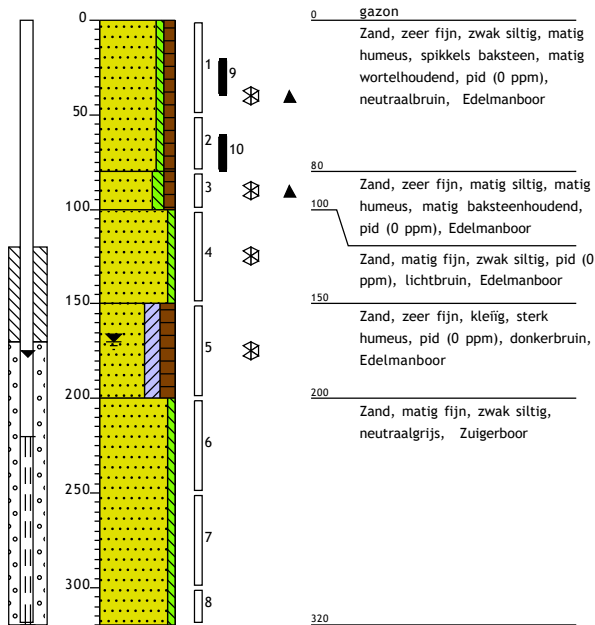 0
50
100
150
200
250
300
1
9
2
10
3
4
5
6
7
8
0
gazon
Zand, zeer fijn, zwak siltig, matig
humeus, spikkels baksteen, matig
wortelhoudend, pid (0 ppm),
neutraalbruin, Edelmanboor
80
Zand, zeer fijn, matig siltig, matig
humeus, matig baksteenhoudend,
pid (0 ppm), Edelmanboor
100
Zand, matig fijn, zwak siltig, pid (0
ppm), lichtbruin, Edelmanboor
150
Zand, zeer fijn, kleiïg, sterk
humeus, pid (0 ppm), donkerbruin,
Edelmanboor
200
Zand, matig fijn, zwak siltig,
neutraalgrijs, Zuigerboor
320